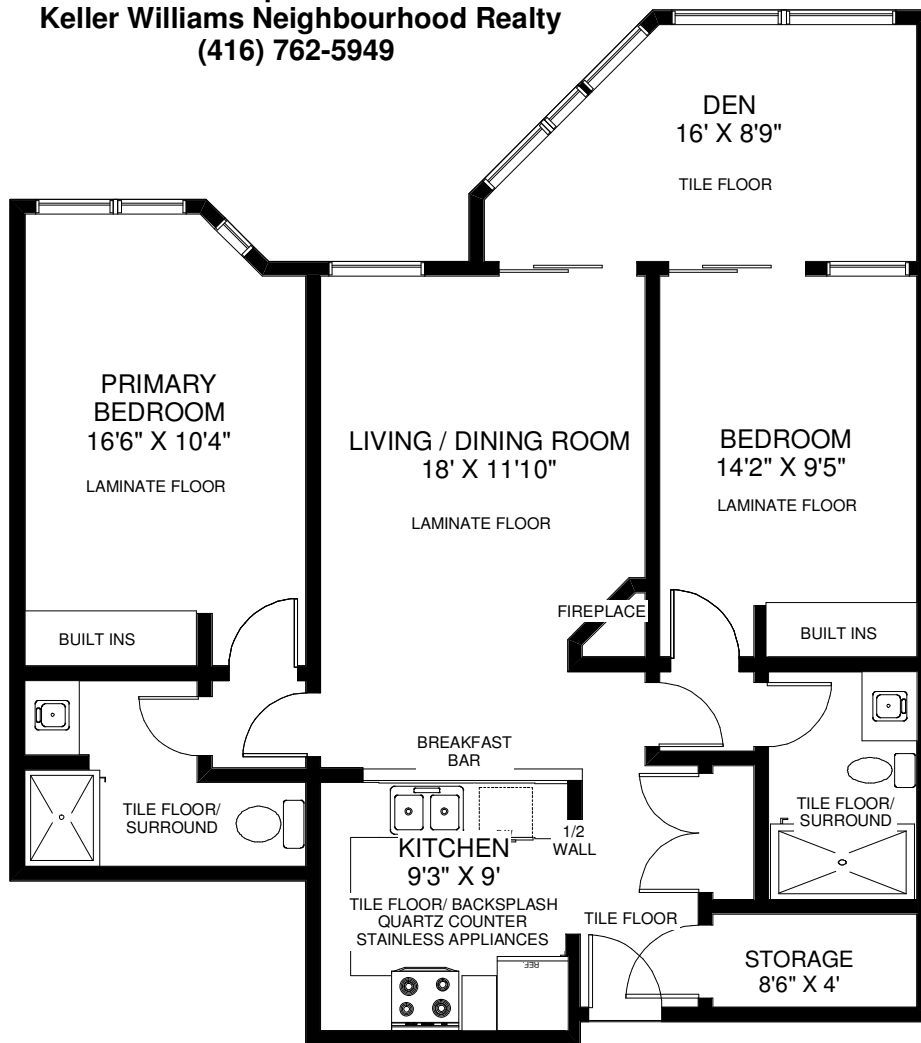 Keller Williams Neighbourhood Realty
(416) 762-5949
DEN
16' X 8'9"
TILE FLOOR
PRIMARY
BEDROOM
16'6" X 10'4"
LAMINATE FLOOR
LIVING / DINING ROOM
18' X 11'10"
LAMINATE FLOOR
BEDROOM
14'2" X 9'5"
LAMINATE FLOOR
FIREPLACE
BUILT INS
BUILT INS
BREAKFAST
BAR
TILE FLOOR/
SURROUND
TILE FLOOR/
SURROUND
1/2
WALL
KITCHEN
9'3" X 9'
TILE FLOOR/ BACKSPLASH
QUARTZ COUNTER
STAINLESS APPLIANCES
TILE FLOOR
REF.
STORAGE
8'6" X 4'